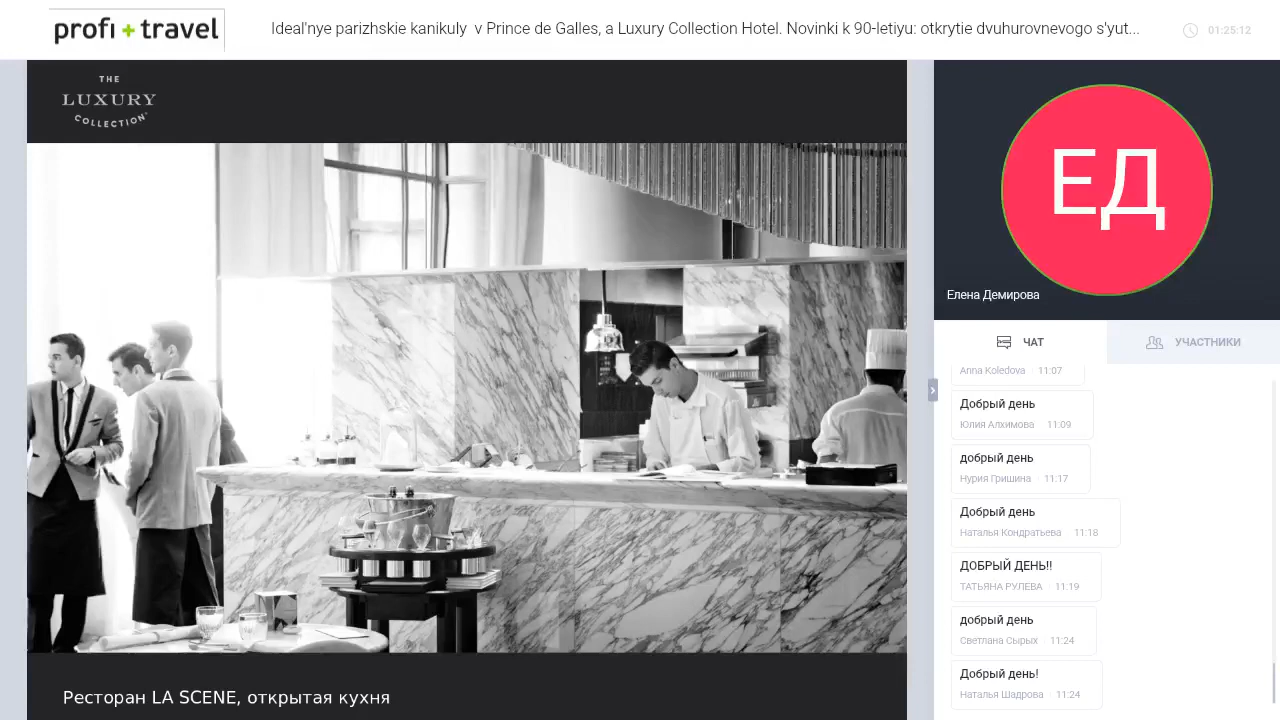 profi + travel
Ideal'nye parizhskie kanikuly v Prince de Galles, a Luxury Collection Hotel. Novinki k 90-letiyu: otkrytie dvuhurovnevogo s'yut...
01:25:12
THE
LUXURY
COLLECTION
ЕД
Елена Демирова
ЧАТ
УЧАСТНИКИ
Anna Koledova 11:07
Добрый день
Юлия Алхимова 11:09
добрый день
Нурия Гришина 11:17
Добрый день
Наталья Кондратьева 11:18
ДОБРЫЙ ДЕНЬ!!
ТАТЬЯНА РУЛЕВА 11:19
добрый день
Светлана Сырых 11:24
Добрый день!
Наталья Шадрова 11:24
Ресторан LA SCENE, открытая кухня